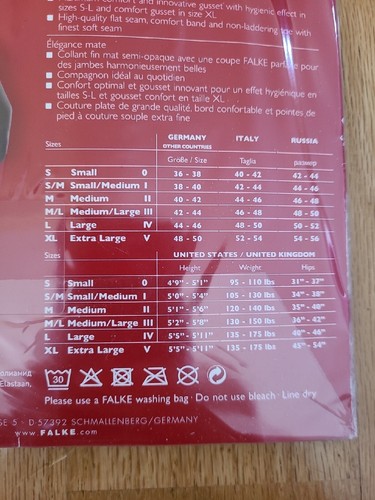 comfort and innovative gusset with hygienic effect in
sizes S-L and comfort gusset in size XL
High-quality flat seam, comfort band and non-laddering toe with
finest soft seam
Élégance mate
Collant fin mat semi-opaque avec une coupe FALKE parfaite pour
des jambes harmonieusement belles
Compagnon idéal au quotidien
Confort optimal et gousset innovant pour un effet hygiénique en
tailles S-L et gousset confort en taille XL
Couture plate de grande qualité, bord confortable et pointes de
pied à couture souple extra fine
Sizes GERMANY OTHER COUNTRIES ITALY RUSSIA
Größe / Size Taglia размер
S Small 0 36 - 38 40 - 42 42 - 44
S/M Small/Medium I 38 - 40 42 - 44 44 - 46
M Medium II 40 - 42 44 - 46 46 - 48
M/L Medium/Large III 42 - 44 46 - 48 48 - 50
L Large IV 44 - 46 48 - 50 50 - 52
XL Extra Large V 48 - 50 52 - 54 54 - 56
Sizes UNITED STATES / UNITED KINGDOM
Height Weight Hips
S Small 0 4'9" - 5'1" 95 - 110 lbs 31" - 37"
S/M Small/Medium I 5'0" - 5'4" 105 - 130 lbs 34" - 38"
M Medium II 5'1" - 5'6" 120 - 140 lbs 35" - 40"
M/L Medium/Large III 5'2" - 5'8" 130 - 150 lbs 36" - 42"
L Large IV 5'5" - 5'11" 135 - 175 lbs 40" - 46"
XL Extra Large V 5'5" - 5'11" 135 - 175 lbs 45" - 54"
30
Please use a FALKE washing bag · Do not use bleach · Line dry
Elastaan,
5 · D 57392 SCHMALLENBERG/GERMANY
www.FALKE.com